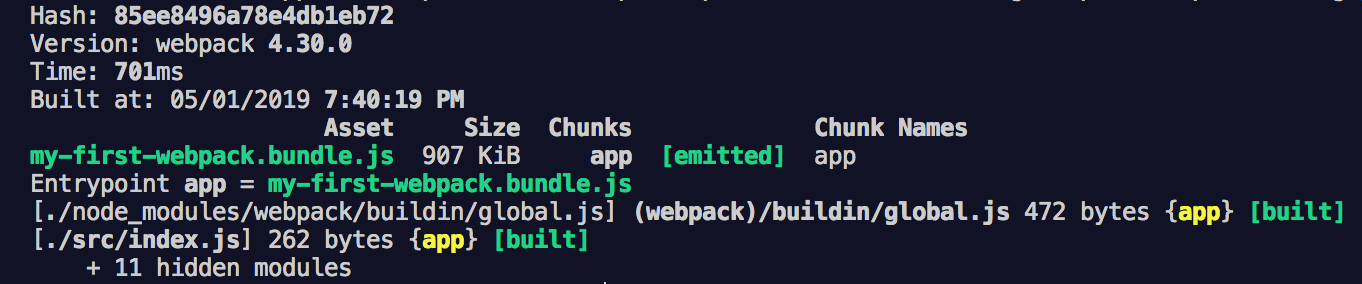 Hash: 85ee8496a78e4db1eb72
Version: webpack 4.30.0
Time: 701ms
Built at: 05/01/2019 7:40:19 PM
Asset Size Chunks Chunk Names
my-first-webpack.bundle.js 907 KiB app [emitted] app
Entrypoint app = my-first-webpack.bundle.js
[./node_modules/webpack/buildin/global.js] (webpack)/buildin/global.js 472 bytes {app} [built]
[./src/index.js] 262 bytes {app} [built]
+ 11 hidden modules